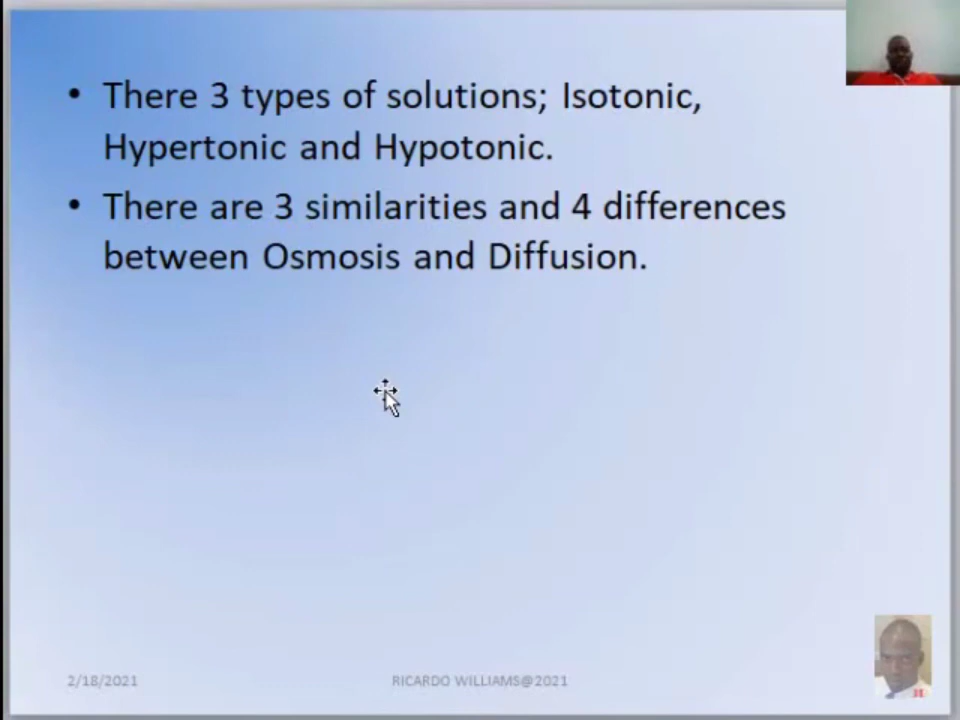 • There 3 types of solutions; Isotonic,
Hypertonic and Hypotonic.
• There are 3 similarities and 4 differences
between Osmosis and Diffusion.
2/18/2021
RICARDO WILLIAMS@2021